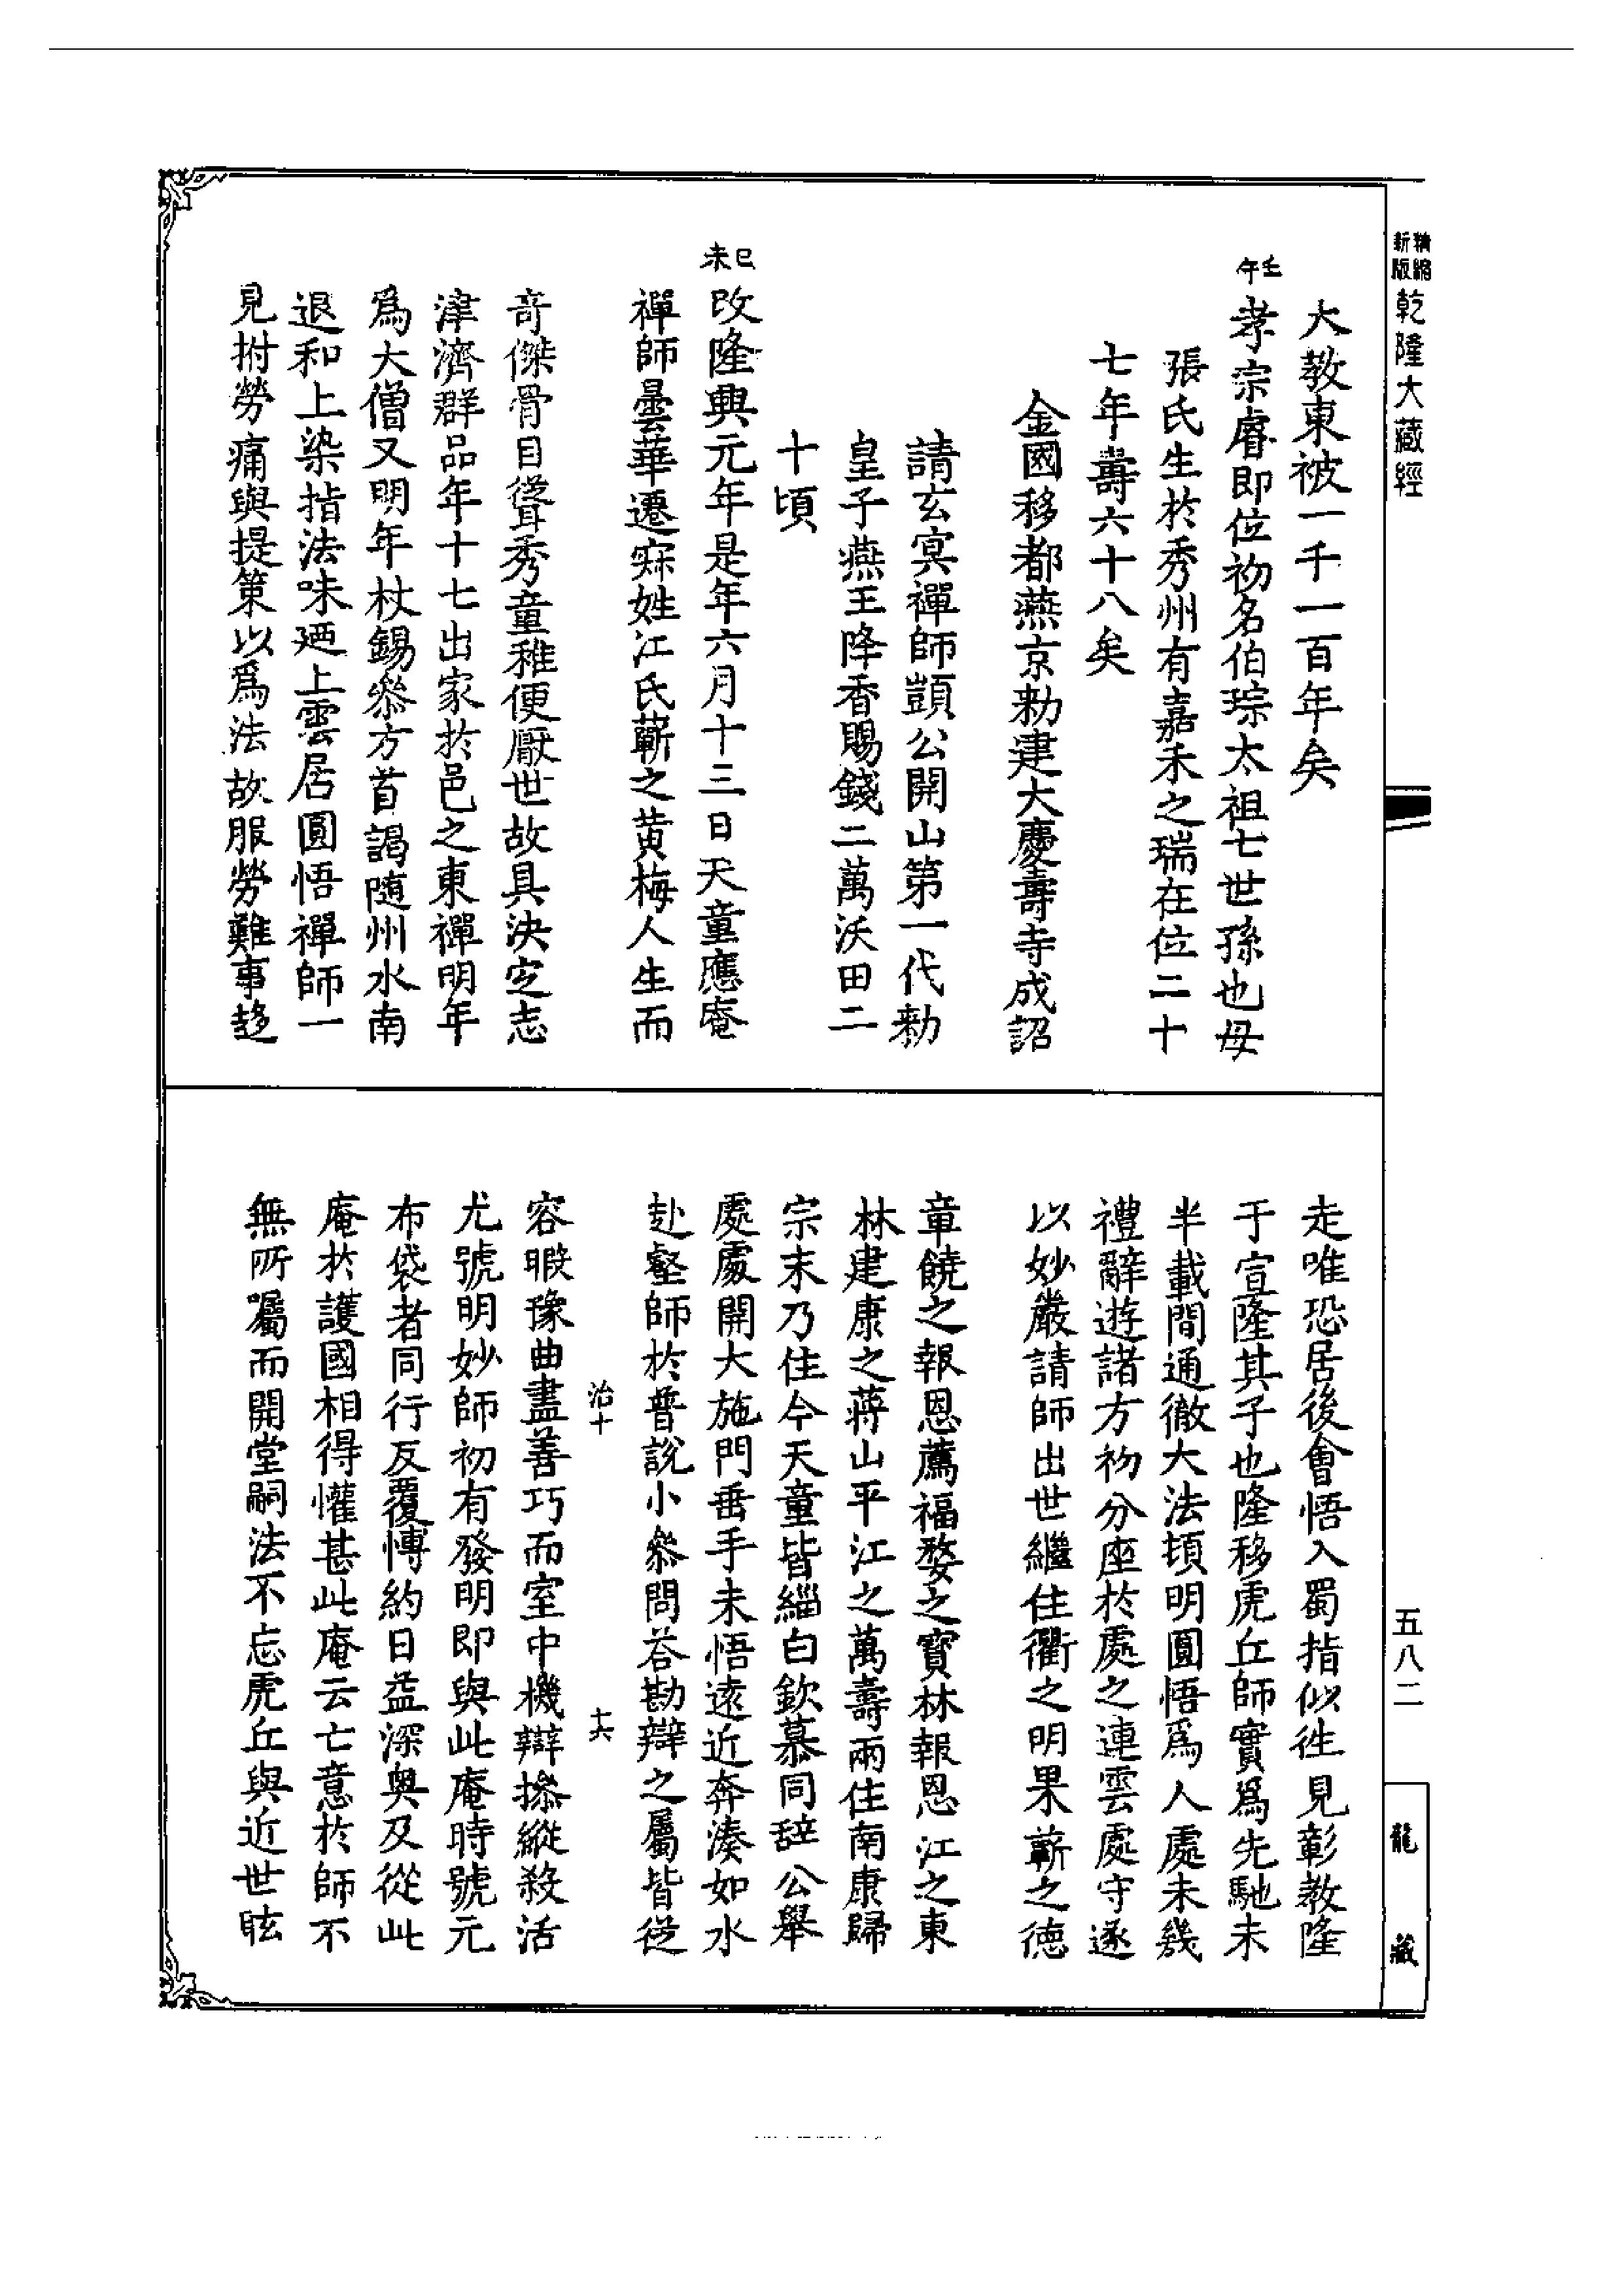 精縮新版乾隆大藏經
大教東被一千一百年矣
壬午
孝宗睿即位初名伯琮太祖七世孫也母
張氏生於秀州有嘉禾之瑞在位二十
七年壽六十八矣
金國移都燕京勑建大慶壽寺成詔
請玄冥禪師顗公開山第一代勑
皇子燕王降香賜錢二萬沃田二
十頃
己未
改隆興元年是年六月十三日天童應庵
禪師曇華遷寂姓江氏蘄之黄梅人生而
奇傑骨目聳秀童稚便厭世故具決定志
津濟群品年十七出家於邑之東禪明年
爲大僧又明年杖錫叅方首謁随州水南
退和上染指法味廼上雲居圓悟禪師一
見拊勞痛與提策以爲法故服勞難事趍
走唯恐居後會悟入蜀指似徃見彰教隆
于宣隆其子也隆移虎丘師實爲先馳未
半載間通徹大法頓明圓悟爲人處未幾
禮辭遊諸方初分座於處之連雲處守遂
以妙嚴請師出世繼住衢之明果蘄之德
章饒之報恩薦福婺之寶林報恩江之東
林建康之蒋山平江之萬壽兩住南康歸
宗末乃住今天童皆緇白欽慕同辞公舉
處處開大施門垂手未悟遠近奔湊如水
赴壑師於普説小叅問荅勘辯之屬皆從
治十
十六
容暇豫曲盡善巧而室中機辯摻縱殺活
尤號明妙師初有發明即與此庵時號元
布袋者同行反覆慱約日益深奥及從此
庵於護國相得懽甚此庵云亡意於師不
無所囑而開堂嗣法不忘虎丘與近世眩
五八二
龍藏